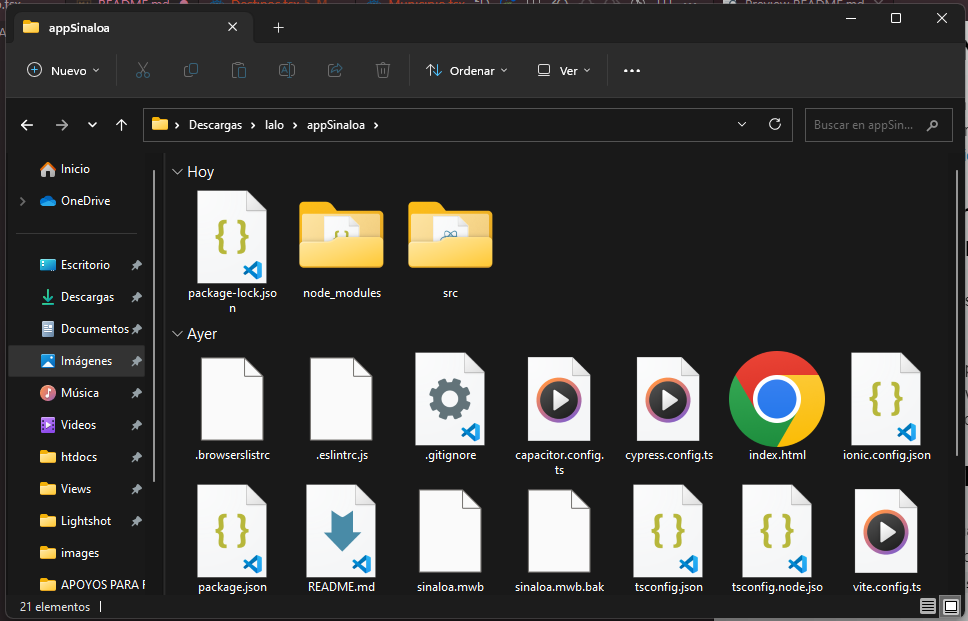 appSinaloa
Nuevo
Ordenar
Ver
Descargas
lalo
appSinaloa
Buscar en appSin...
Inicio
OneDrive
Escritorio
Descargas
Documentos
Imágenes
Música
Videos
htdocs
Views
Lightshot
images
APOYOS PARA
Hoy
package-lock.jso
n
node_modules
src
Ayer
.browserslistrc
.eslintrc.js
.gitignore
capacitor.config.
ts
cypress.config.ts
index.html
ionic.config.json
package.json
README.md
sinaloa.mwb
sinaloa.mwb.bak
tsconfig.json
tsconfig.node.jso
vite.config.ts
21 elementos